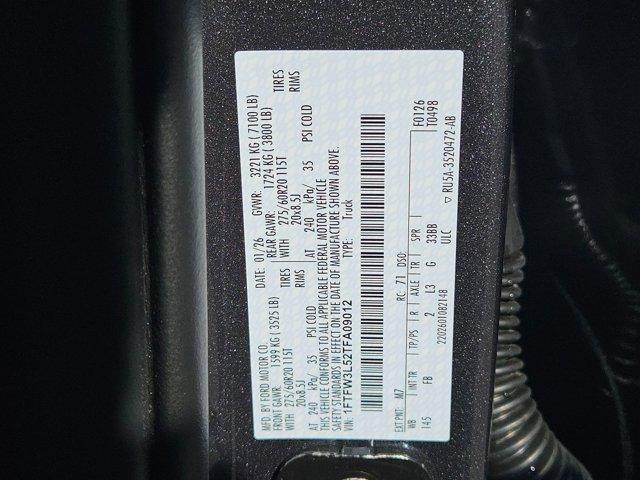 MFD. BY FORD MOTOR CO.
DATE: 01/26 GVWR: 3221 KG ( 7100 LB)
FRONT GAWR: 1599 KG ( 3525 LB) REAR GAWR: 1724 KG ( 3800 LB)
WITH 275/60R20 115T TIRES WITH 275/60R20 115T TIRES
20x8.5J RIMS 20x8.5J RIMS
AT 240 kPa/ 35 PSI COLD AT 240 kPa/ 35 PSI COLD
THIS VEHICLE CONFORMS TO ALL APPLICABLE FEDERAL MOTOR VEHICLE
SAFETY STANDARDS IN EFFECT ON THE DATE OF MANUFACTURE SHOWN ABOVE.
VIN: 1FTFW3L52TFA09012 TYPE: Truck
F0126
T0498
EXT PNT: M7 RC: 71 DSO:
WB INT TR TP/PS R AXLE TR SPR
145 FB 2 L3 G 33BB
ULC
▽ RU5A-3520472-AB
22026010B2148